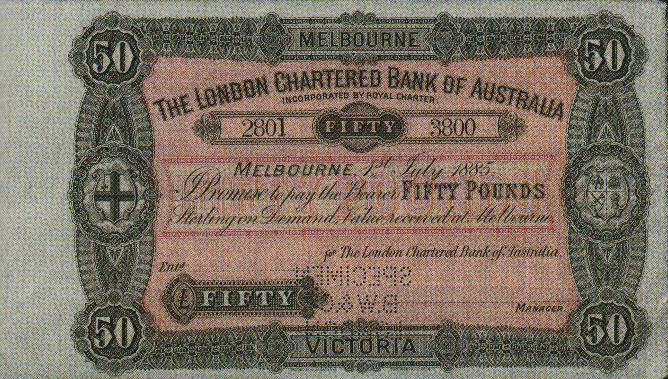 50 MELBOURNE 50
THE LONDON CHARTERED BANK OF AUSTRALIA
INCORPORATED BY ROYAL CHARTER
2801 FIFTY 3800
MELBOURNE, 1st July 1885.
I Promise to pay the Bearer FIFTY POUNDS
Sterling on Demand, Value received at Melbourne.
for The London Chartered Bank of Australia.
Entd
SPECIMEN
£ FIFTY
B.W.&CO
MANAGER
50 VICTORIA 50